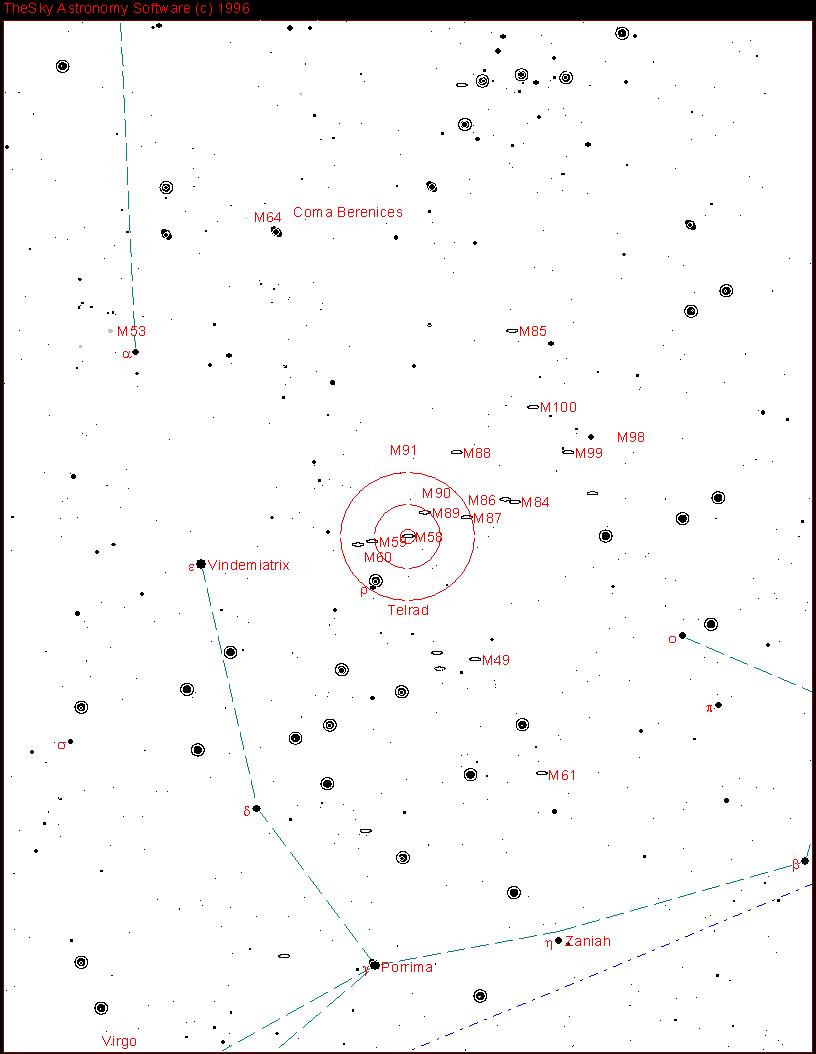 TheSky Astronomy Software (c) 1996
M64
Coma Berenices
M53
α
M85
M100
M98
M91
M88
M99
M90
M86
M84
M89
M87
M58
M59
M60
ε
Vindemiatrix
ρ
Telrad
ο
M49
π
σ
M61
δ
β
η
Zaniah
γ
Porrima
Virgo